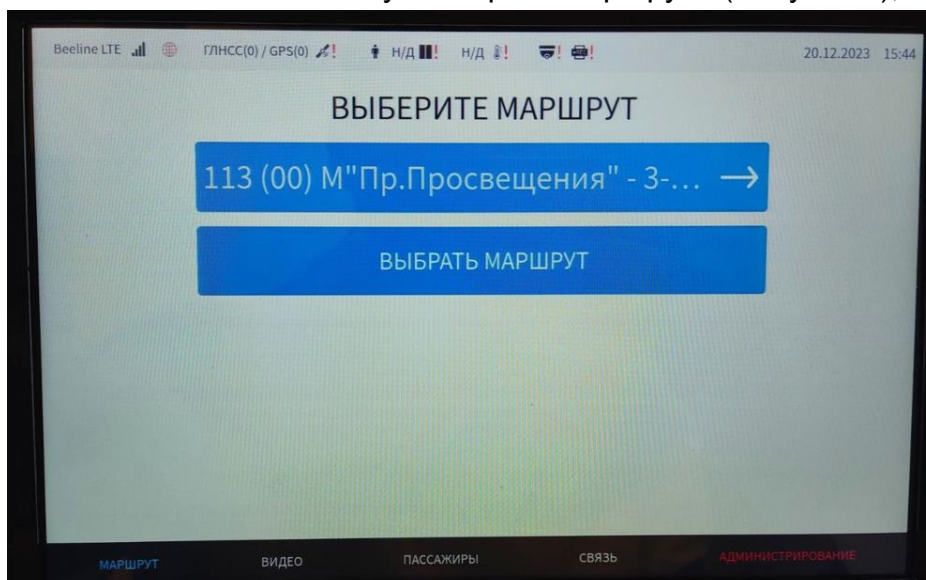 Beeline LTE ГЛНСС(0) / GPS(0) ! Н/Д ! Н/Д ! ! ! 20.12.2023 15:44
ВЫБЕРИТЕ МАРШРУТ
113 (00) М"Пр.Просвещения" - 3-... →
ВЫБРАТЬ МАРШРУТ
МАРШРУТ ВИДЕО ПАССАЖИРЫ СВЯЗЬ АДМИНИСТРИРОВАНИЕ